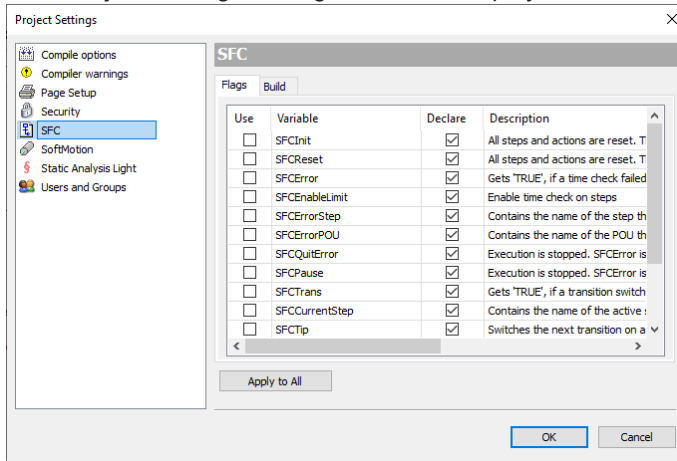 Project Settings
Compile options
Compiler warnings
Page Setup
Security
SFC
SoftMotion
Static Analysis Light
Users and Groups
SFC
Flags Build
Use Variable Declare Description
SFCInit All steps and actions are reset. T
SFCReset All steps and actions are reset. T
SFCError Gets 'TRUE', if a time check failed
SFCEnableLimit Enable time check on steps
SFCErrorStep Contains the name of the step th
SFCErrorPOU Contains the name of the POU th
SFCQuitError Execution is stopped. SFCError is
SFCPause Execution is stopped. SFCError is
SFCTrans Gets 'TRUE', if a transition switch
SFCCurrentStep Contains the name of the active
SFCTip Switches the next transition on a
Apply to All
OK Cancel